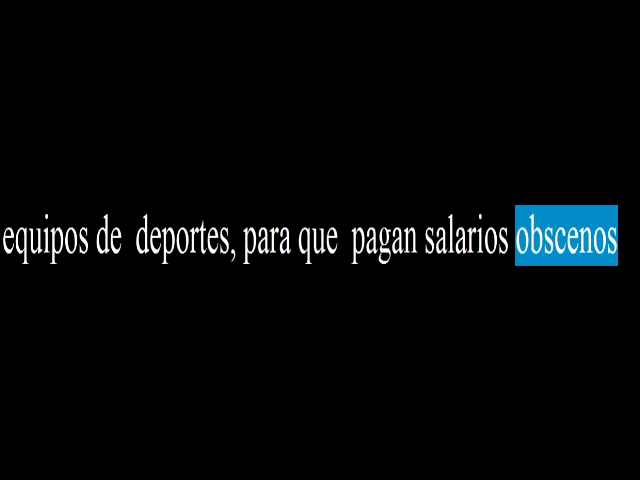 equipos de  deportes, para que  pagan salarios obscenos